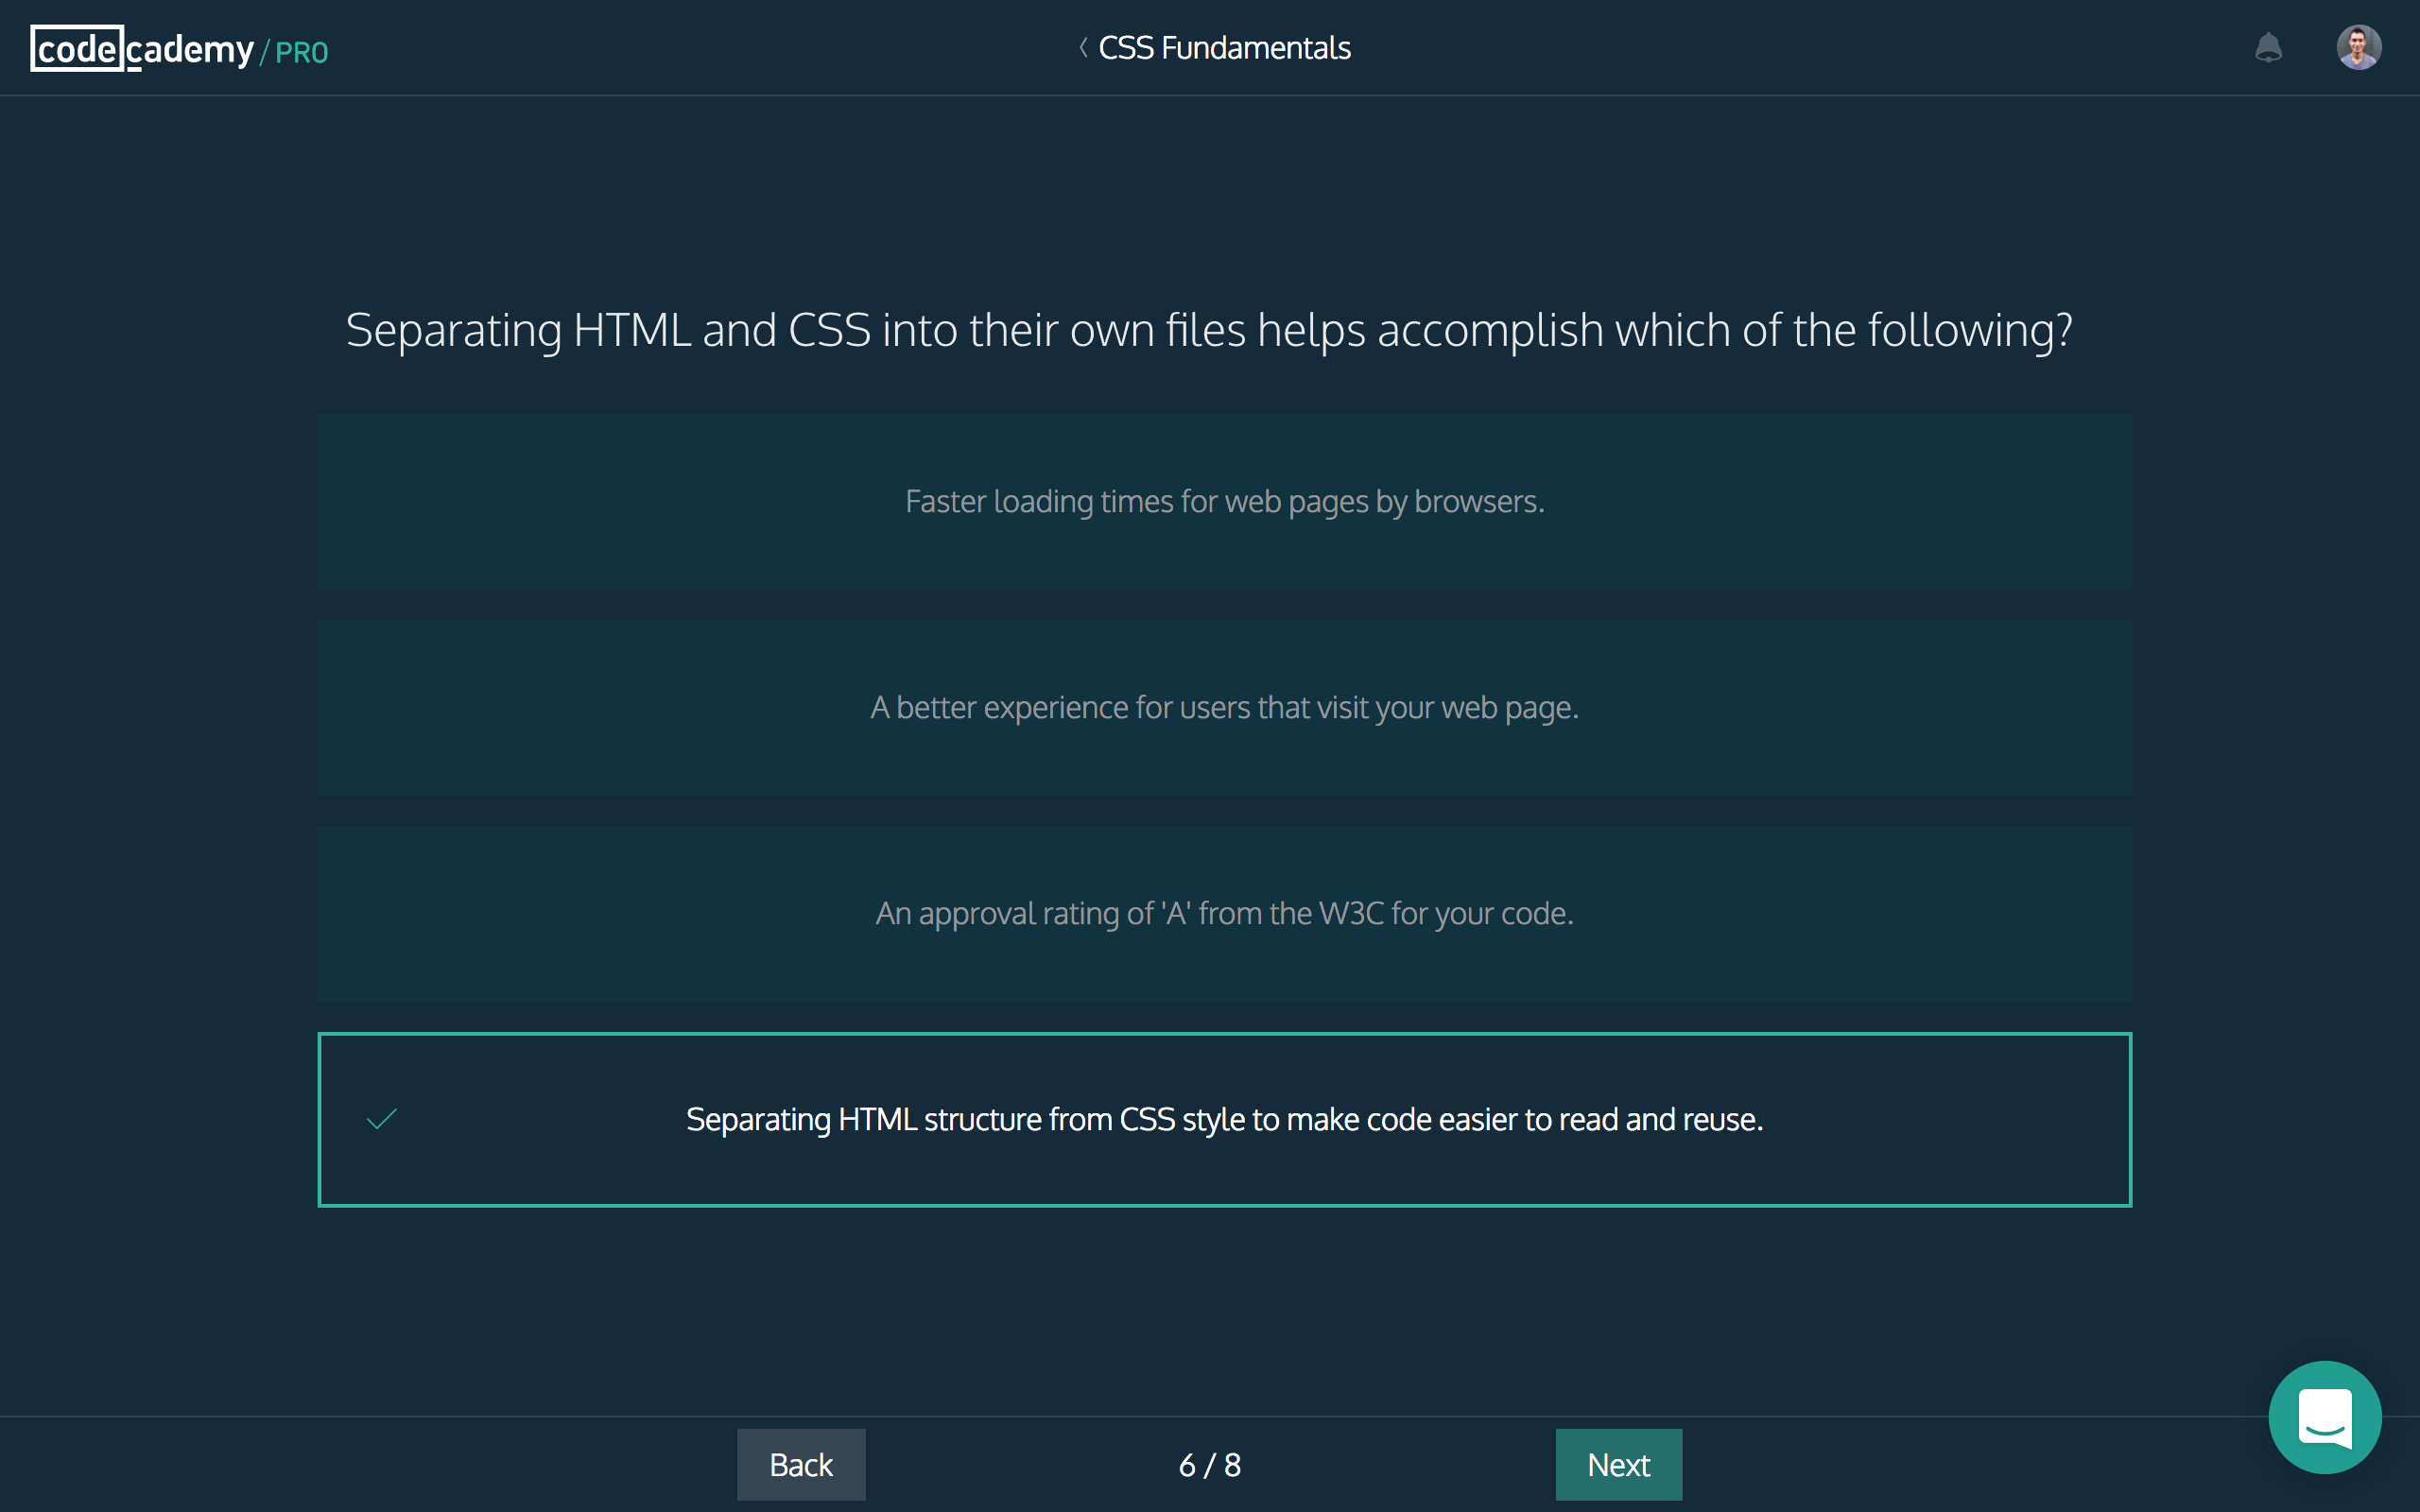 codecademy / PRO
CSS Fundamentals
Separating HTML and CSS into their own files helps accomplish which of the following?
Faster loading times for web pages by browsers.
A better experience for users that visit your web page.
An approval rating of 'A' from the W3C for your code.
Separating HTML structure from CSS style to make code easier to read and reuse.
Back
6 / 8
Next